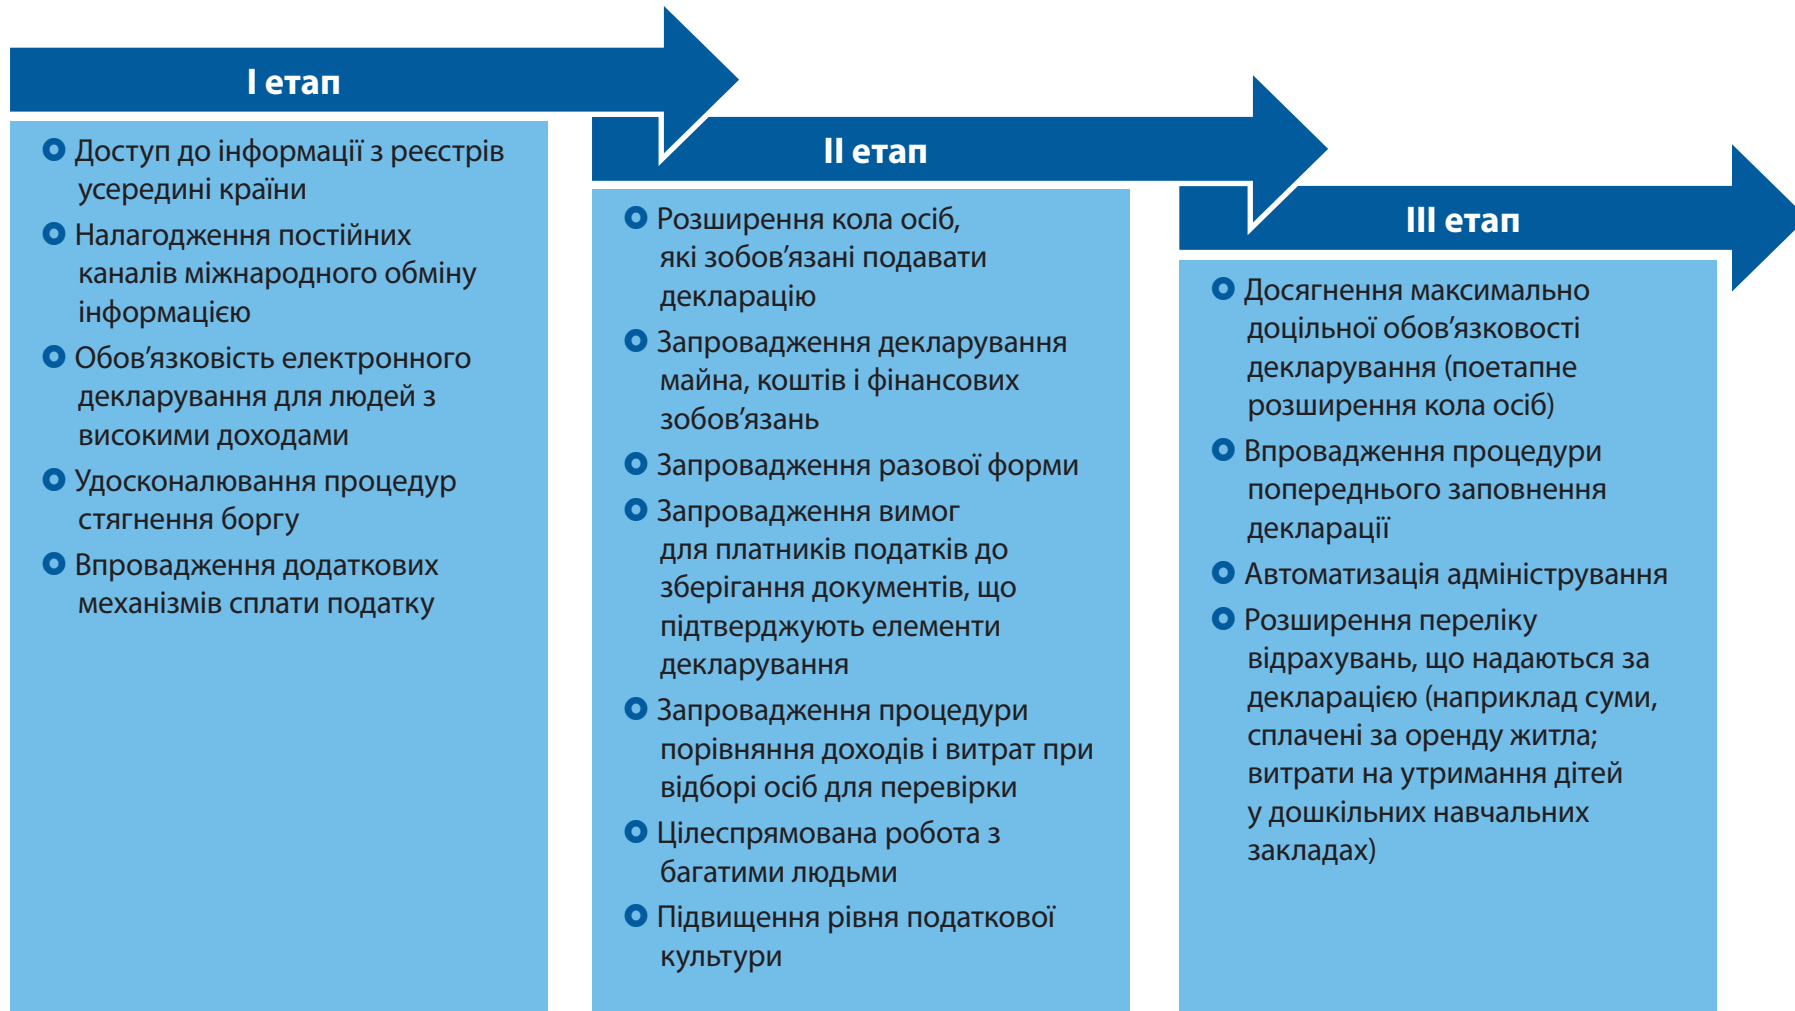 І етап
Доступ до інформації з реєстрів
усередині країни
Налагодження постійних
каналів міжнародного обміну
інформацією
Обов'язковість електронного
декларування для людей з
високими доходами
Удосконалювання процедур
стягнення боргу
Впровадження додаткових
механізмів сплати податку
ІІ етап
Розширення кола осіб,
які зобов'язані подавати
декларацію
Запровадження декларування
майна, коштів і фінансових
зобов'язань
Запровадження разової форми
Запровадження вимог
для платників податків до
зберігання документів, що
підтверджують елементи
декларування
Запровадження процедури
порівняння доходів і витрат при
відборі осіб для перевірки
Цілеспрямована робота з
багатими людьми
Підвищення рівня податкової
культури
ІІІ етап
Досягнення максимально
доцільної обов'язковості
декларування (поетапне
розширення кола осіб)
Впровадження процедури
попереднього заповнення
декларації
Автоматизація адміністрування
Розширення переліку
відрахувань, що надаються за
декларацією (наприклад суми,
сплачені за оренду житла;
витрати на утримання дітей
у дошкільних навчальних
закладах)